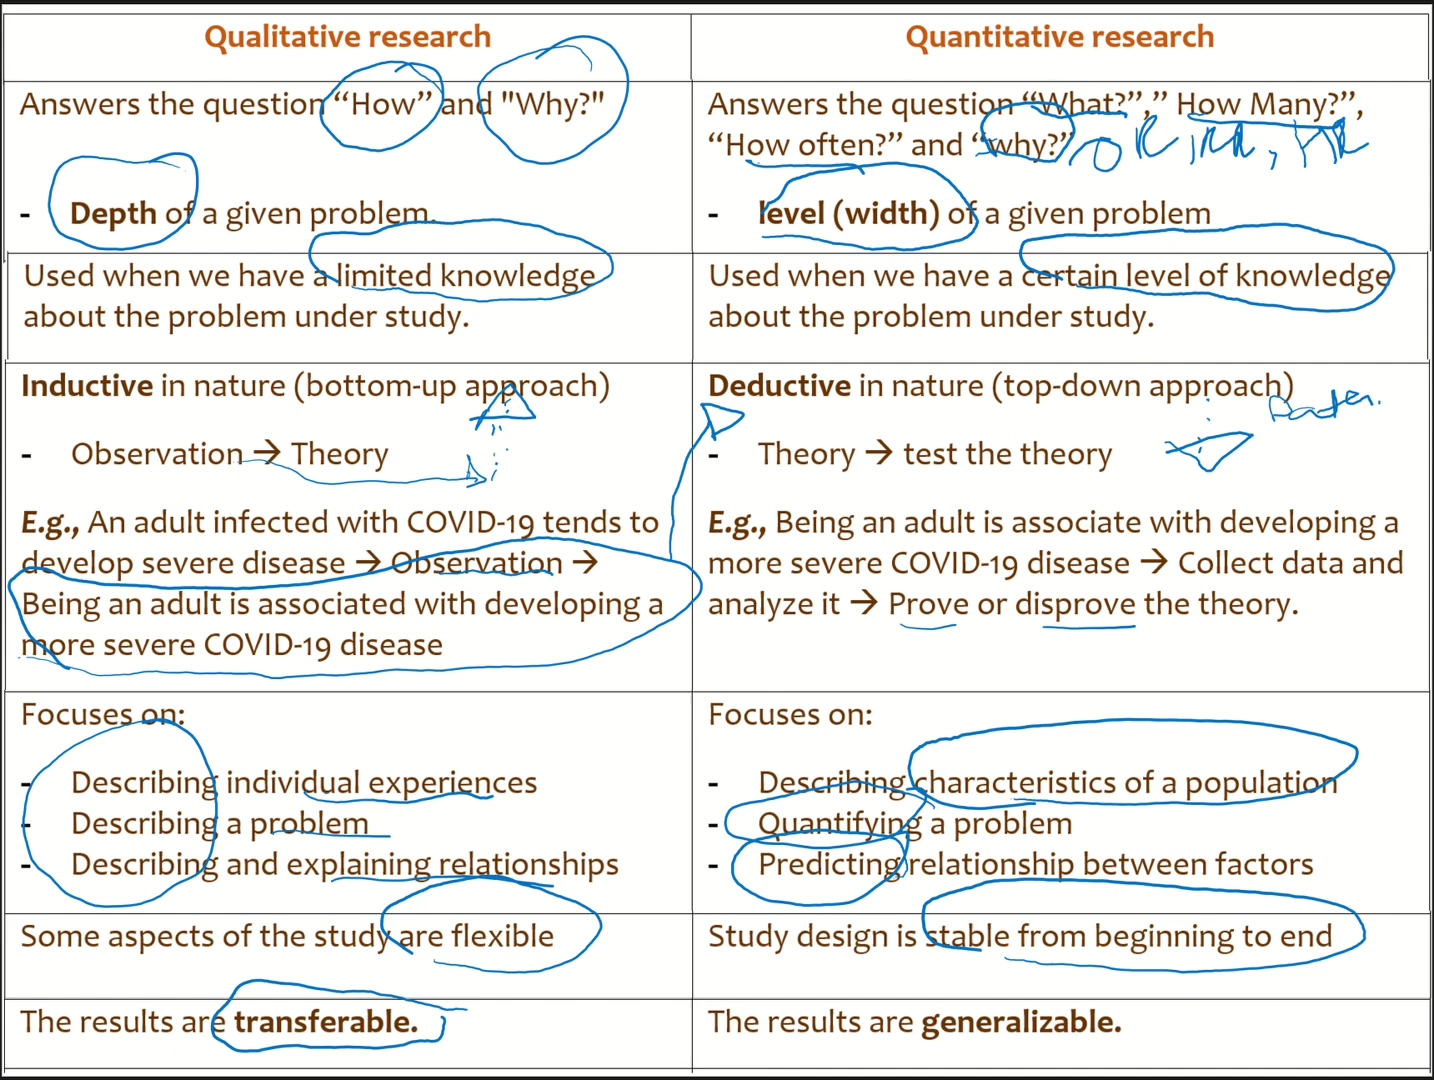 Qualitative research
Quantitative research
Answers the question “How” and "Why?"
- Depth of a given problem.
Answers the question “What?”,” How Many?”,
“How often?” and “why?”
- level (width) of a given problem
Used when we have a limited knowledge
about the problem under study.
Used when we have a certain level of knowledge
about the problem under study.
Inductive in nature (bottom-up approach)
- Observation → Theory
E.g., An adult infected with COVID-19 tends to
develop severe disease → Observation →
Being an adult is associated with developing a
more severe COVID-19 disease
Deductive in nature (top-down approach)
- Theory → test the theory
E.g., Being an adult is associate with developing a
more severe COVID-19 disease → Collect data and
analyze it → Prove or disprove the theory.
Focuses on:
- Describing individual experiences
- Describing a problem
- Describing and explaining relationships
Focuses on:
- Describing characteristics of a population
- Quantifying a problem
- Predicting relationship between factors
Some aspects of the study are flexible
Study design is stable from beginning to end
The results are transferable.
The results are generalizable.